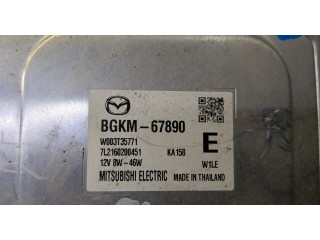 BGKM-67890
W003T35771
7L2160200451 KA158 E
12V 8W-46W W1LE
MITSUBISHI ELECTRIC MADE IN THAILAND